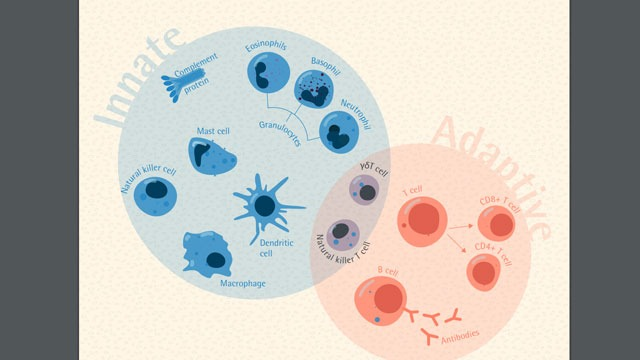 Innate
Complement
protein
Eosinophils
Basophil
Neutrophil
Granulocytes
Mast cell
Natural killer cell
Dendritic
cell
Macrophage
γδT cell
Natural killer T cell
Adaptive
T cell
CD8+ T cell
CD4+ T cell
B cell
Antibodies